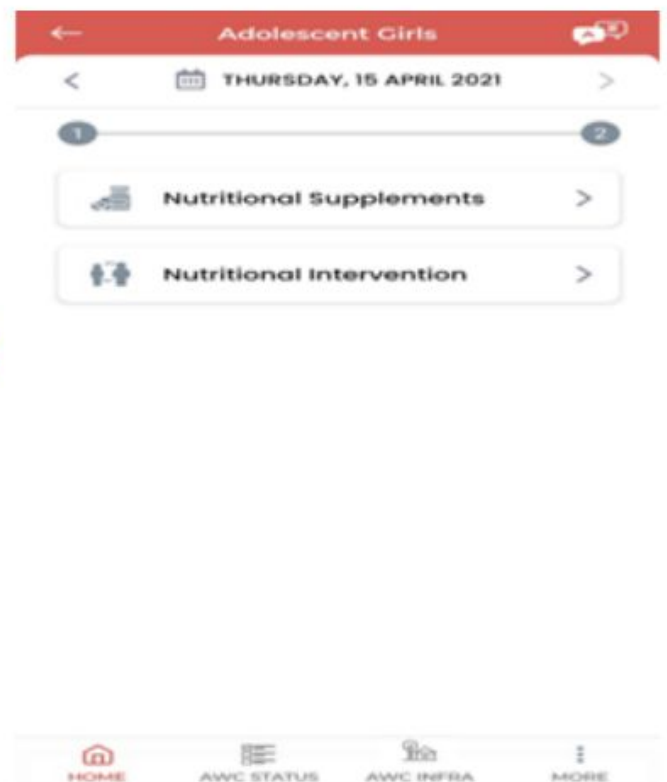 Adolescent Girls
THURSDAY, 15 APRIL 2021
1 2
Nutritional Supplements
Nutritional Intervention
HOME AWC STATUS AWC INFRA MORE